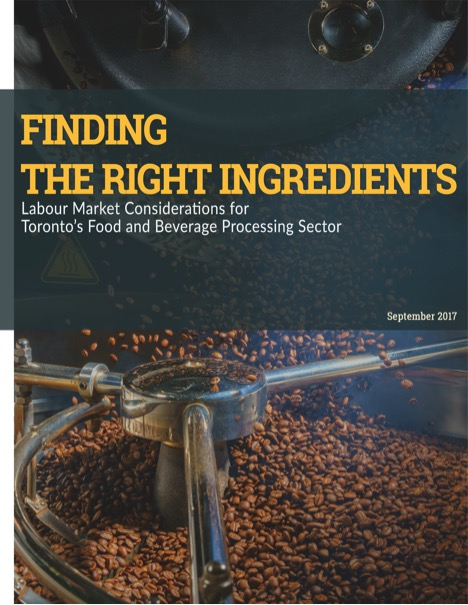 FINDING
THE RIGHT INGREDIENTS
Labour Market Considerations for
Toronto's Food and Beverage Processing Sector
September 2017